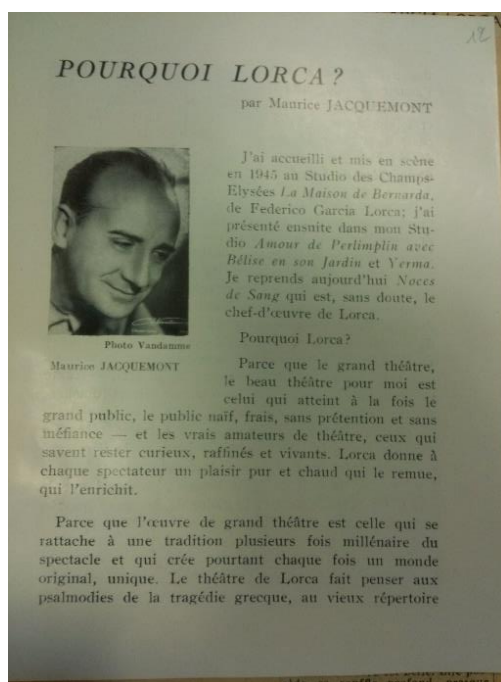 12
POURQUOI LORCA?
par Maurice JACQUEMONT
J'ai accueilli et mis en scène
en 1945 au Studio des Champs-
Elysées La Maison de Bernarda,
de Federico Garcia Lorca; j'ai
présenté ensuite dans mon Stu-
dio Amour de Perlimplin avec
Bélise en son Jardin et Yerma.
Je reprends aujourd'hui Noces
de Sang qui est, sans doute, le
chef-d'œuvre de Lorca.
Photo Vandamme
Maurice JACQUEMONT
Pourquoi Lorca?
Parce que le grand théâtre,
le beau théâtre pour moi est
celui qui atteint à la fois le
grand public, le public naïf, frais, sans prétention et sans
méfiance — et les vrais amateurs de théâtre, ceux qui
savent rester curieux, raffinés et vivants. Lorca donne à
chaque spectateur un plaisir pur et chaud qui le remue,
qui l'enrichit.
Parce que l'œuvre de grand théâtre est celle qui se
rattache à une tradition plusieurs fois millénaire du
spectacle et qui crée pourtant chaque fois un monde
original, unique. Le théâtre de Lorca fait penser aux
psalmodies de la tragédie grecque, au vieux répertoire